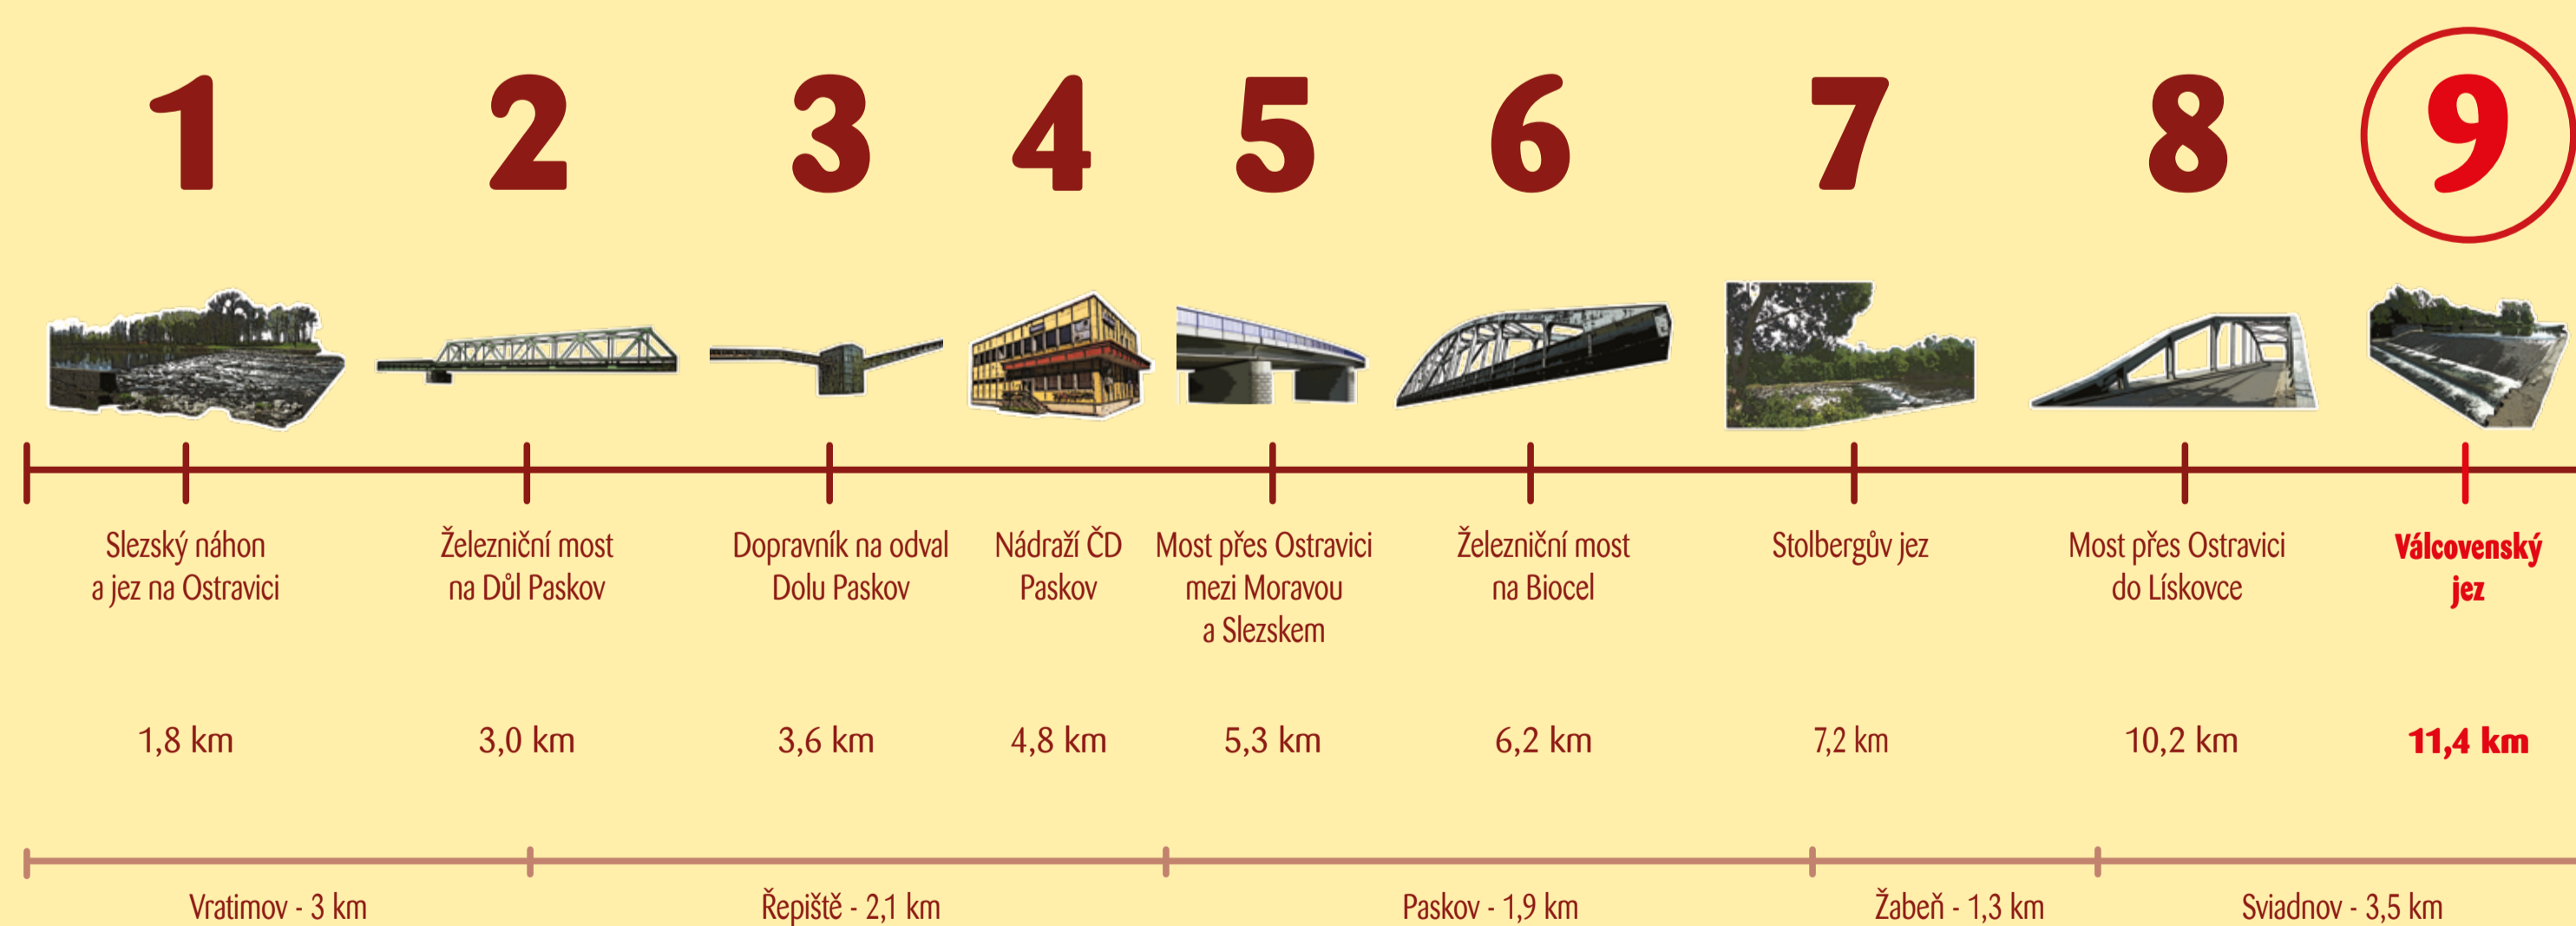 1 2 3 4 5 6 7 8 9
Slezský náhon
a jez na Ostravici
Železniční most
na Důl Paskov
Dopravník na odval
Dolu Paskov
Nádraží ČD
Paskov
Most přes Ostravici
mezi Moravou
a Slezskem
Železniční most
na Biocel
Stolbergův jez
Most přes Ostravici
do Lískovce
Válcovenský
jez
1,8 km 3,0 km 3,6 km 4,8 km 5,3 km 6,2 km 7,2 km 10,2 km 11,4 km
Vratimov - 3 km Řepiště - 2,1 km Paskov - 1,9 km Žabeň - 1,3 km Sviadnov - 3,5 km